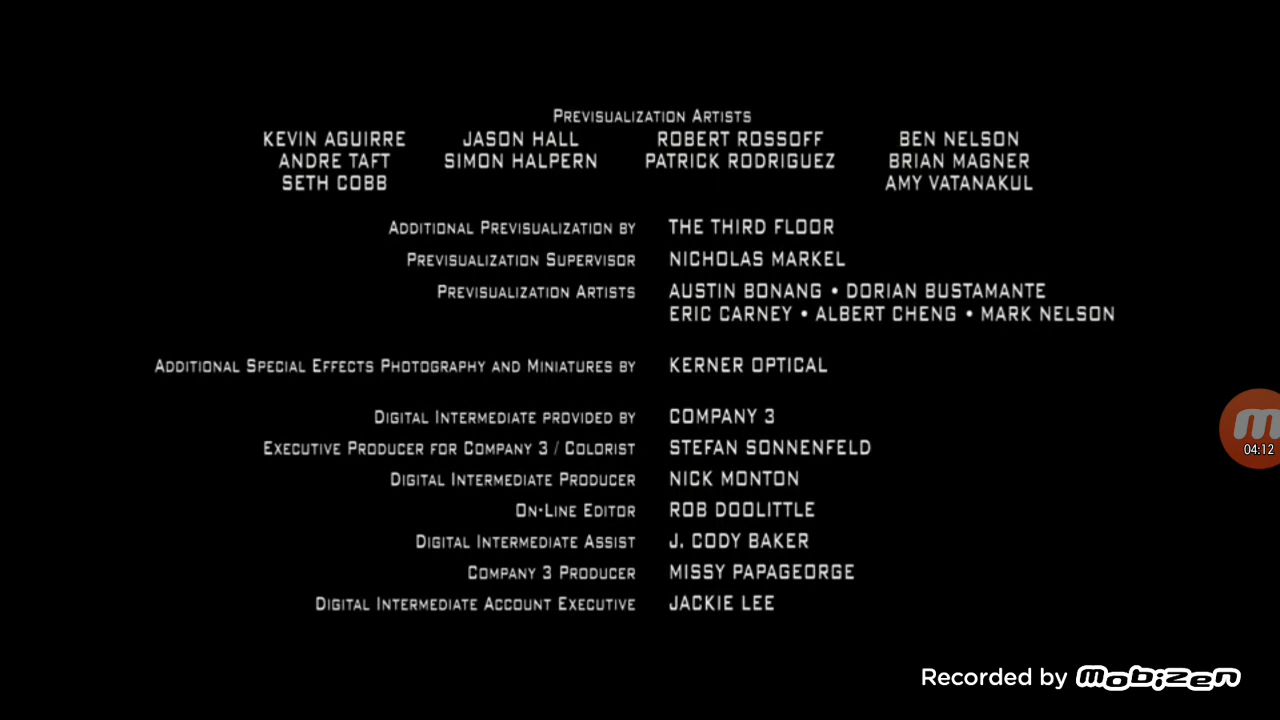 Previsualization Artists
KEVIN AGUIRRE JASON HALL ROBERT ROSSOFF BEN NELSON
ANDRE TAFT SIMON HALPERN PATRICK RODRIGUEZ BRIAN MAGNER
SETH COBB AMY VATANAKUL
Additional Previsualization by THE THIRD FLOOR
Previsualization Supervisor NICHOLAS MARKEL
Previsualization Artists AUSTIN BONANG • DORIAN BUSTAMANTE
ERIC CARNEY • ALBERT CHENG • MARK NELSON
Additional Special Effects Photography and Miniatures by KERNER OPTICAL
Digital Intermediate provided by COMPANY 3
Executive Producer for Company 3 / Colorist STEFAN SONNENFELD
Digital Intermediate Producer NICK MONTON
On-Line Editor ROB DOOLITTLE
Digital Intermediate Assist J. CODY BAKER
Company 3 Producer MISSY PAPAGEORGE
Digital Intermediate Account Executive JACKIE LEE
04:12
Recorded by mobizen